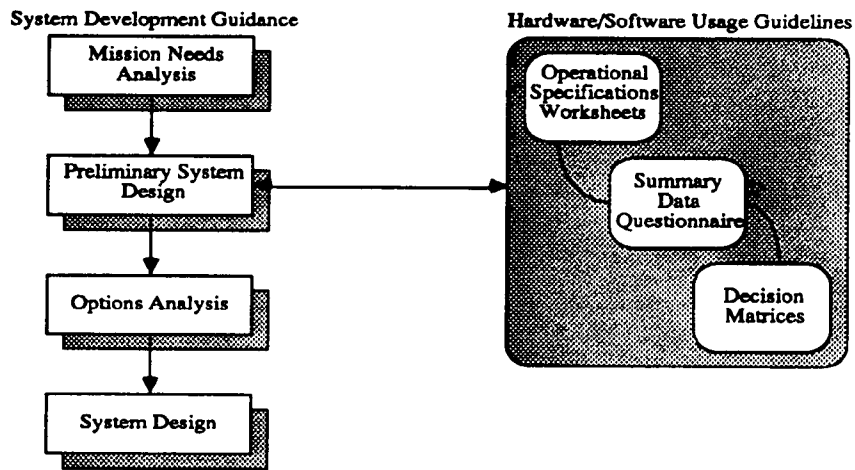 System Development Guidance
Mission Needs
Analysis
Preliminary System
Design
Options Analysis
System Design
Hardware/Software Usage Guidelines
Operational
Specifications
Worksheets
Summary
Data
Questionnaire
Decision
Matrices